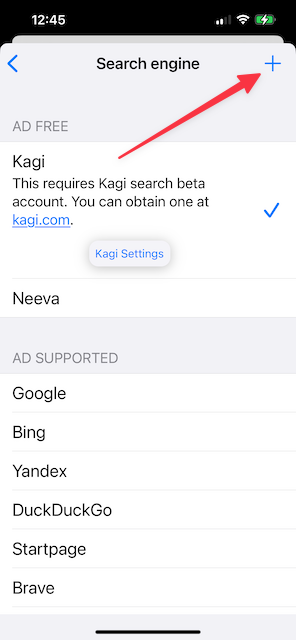 12:45
Search engine
AD FREE
Kagi
This requires Kagi search beta
account. You can obtain one at
kagi.com.
Kagi Settings
Neeva
AD SUPPORTED
Google
Bing
Yandex
DuckDuckGo
Startpage
Brave